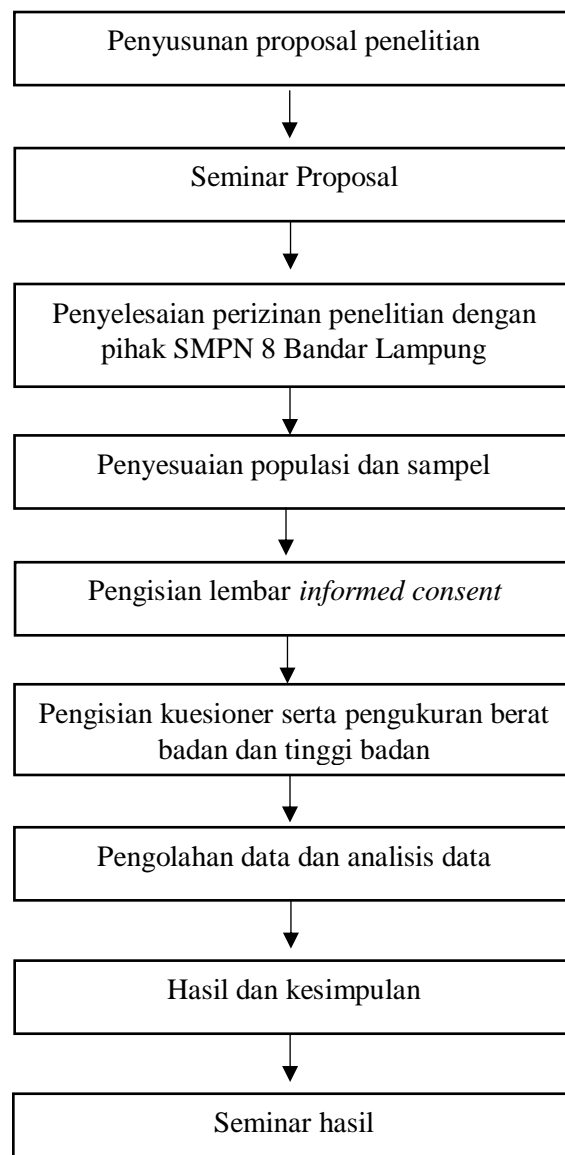 Penyusunan proposal penelitian
Seminar Proposal
Penyelesaian perizinan penelitian dengan
pihak SMPN 8 Bandar Lampung
Penyesuaian populasi dan sampel
Pengisian lembar informed consent
Pengisian kuesioner serta pengukuran berat
badan dan tinggi badan
Pengolahan data dan analisis data
Hasil dan kesimpulan
Seminar hasil